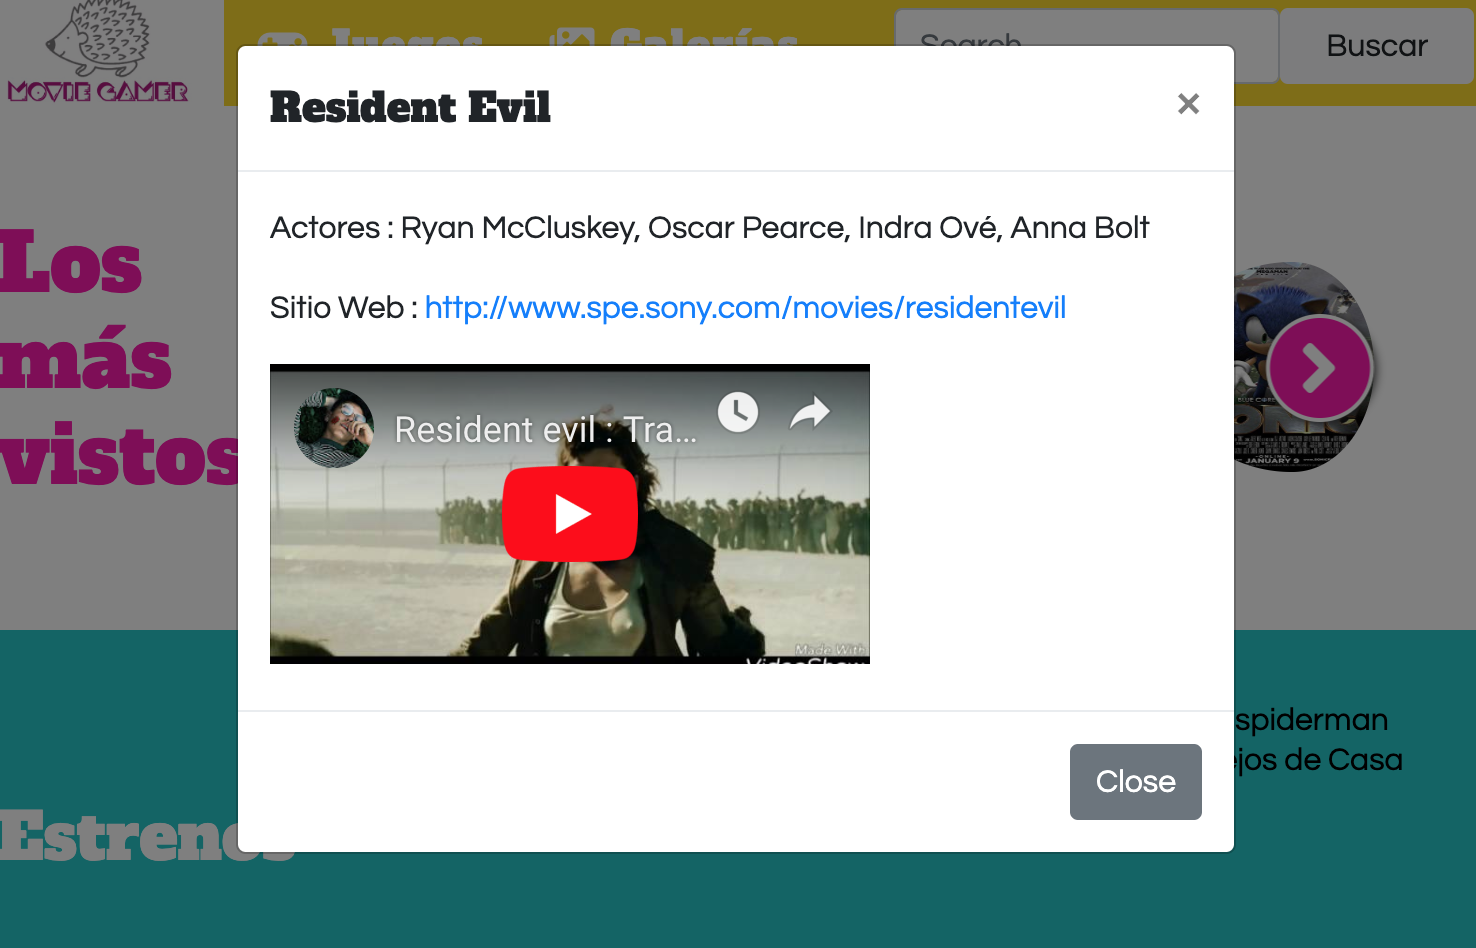 MOVIE GAMER
Juegos
Galerías
Search
Buscar
Resident Evil
×
Actores : Ryan McCluskey, Oscar Pearce, Indra Ové, Anna Bolt
Sitio Web : http://www.spe.sony.com/movies/residentevil
Los
más
vistos
Resident evil : Tra...
Made With
VideoShow
JANUARY 9
spiderman
ejos de Casa
Close
Estrenos